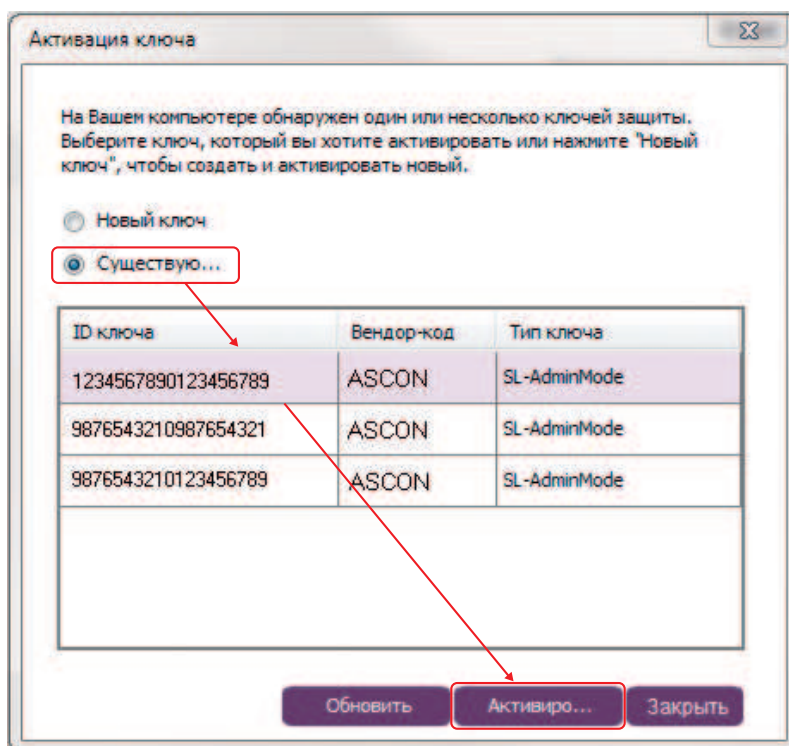 Активация ключа
На Вашем компьютере обнаружен один или несколько ключей защиты.
Выберите ключ, который вы хотите активировать или нажмите "Новый
ключ", чтобы создать и активировать новый.
Новый ключ
Существую...
ID ключа Вендор-код Тип ключа
1234567890123456789 ASCON SL-AdminMode
9876543210987654321 ASCON SL-AdminMode
9876543210123456789 ASCON SL-AdminMode
Обновить Активиро... Закрыть